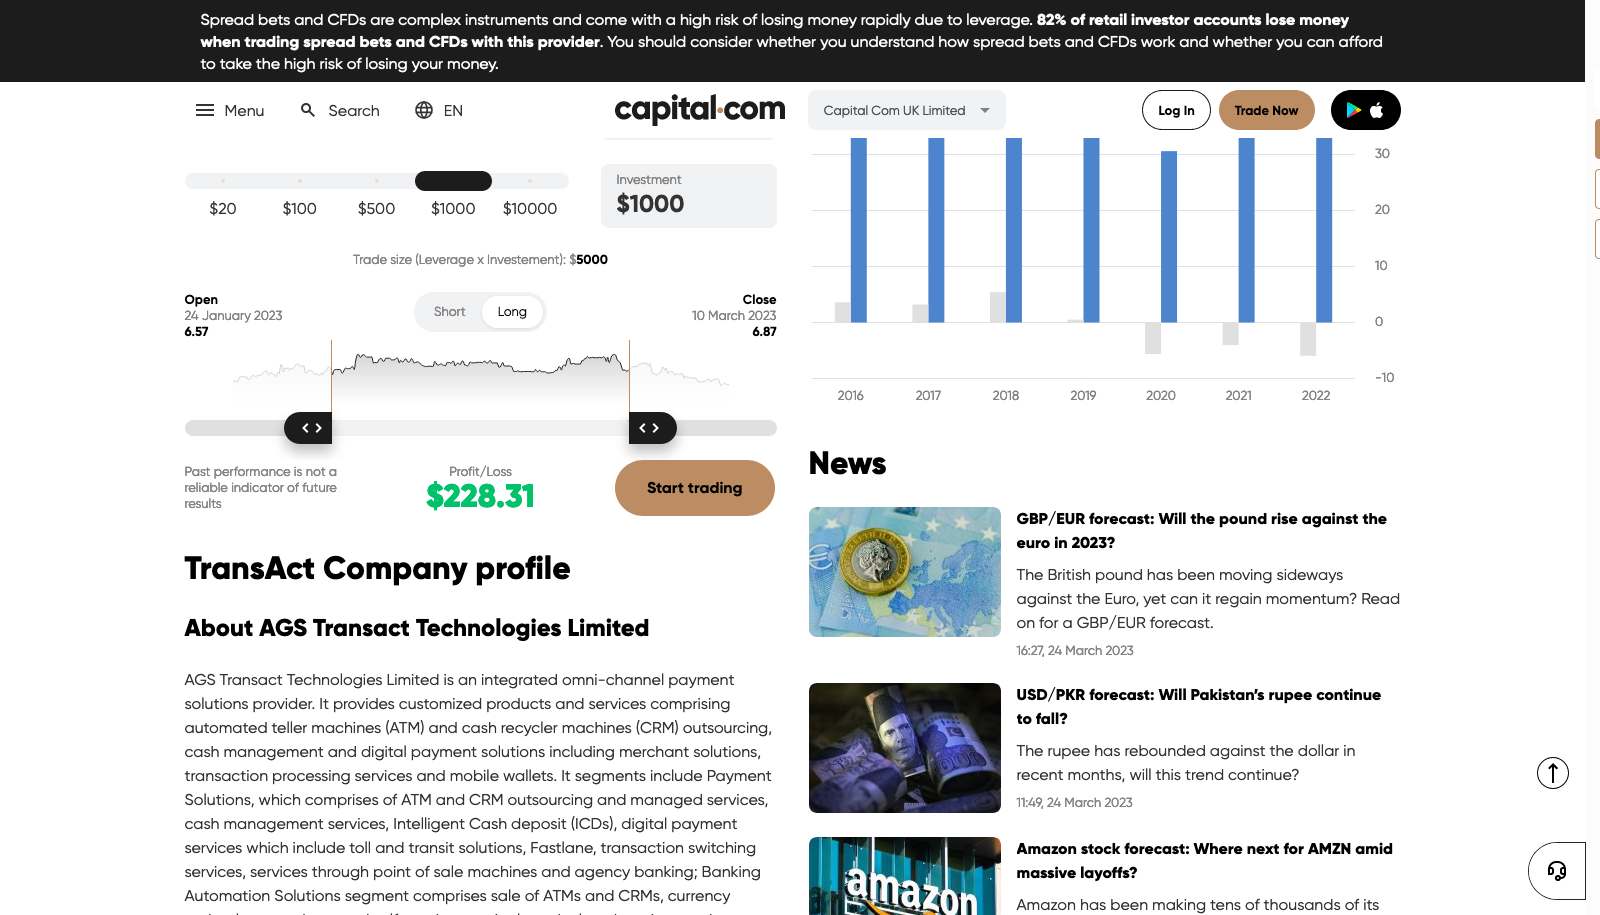 Spread bets and CFDs are complex instruments and come with a high risk of losing money rapidly due to leverage. 82% of retail investor accounts lose money
when trading spread bets and CFDs with this provider. You should consider whether you understand how spread bets and CFDs work and whether you can afford
to take the high risk of losing your money.
Menu
Search
EN
capital.com
Capital Com UK Limited
Log In
Trade Now
$20
$100
$500
$1000
$10000
Investment
$1000
Trade size (Leverage x Investement): $5000
Open
24 January 2023
6.57
Short
Long
Close
10 March 2023
6.87
Past performance is not a
reliable indicator of future
results
Profit/Loss
$228.31
Start trading
TransAct Company profile
About AGS Transact Technologies Limited
AGS Transact Technologies Limited is an integrated omni-channel payment
solutions provider. It provides customized products and services comprising
automated teller machines (ATM) and cash recycler machines (CRM) outsourcing,
cash management and digital payment solutions including merchant solutions,
transaction processing services and mobile wallets. It segments include Payment
Solutions, which comprises of ATM and CRM outsourcing and managed services,
cash management services, Intelligent Cash deposit (ICDs), digital payment
services which include toll and transit solutions, Fastlane, transaction switching
services, services through point of sale machines and agency banking; Banking
Automation Solutions segment comprises sale of ATMs and CRMs, currency
30
20
10
0
-10
2016
2017
2018
2019
2020
2021
2022
News
GBP/EUR forecast: Will the pound rise against the
euro in 2023?
The British pound has been moving sideways
against the Euro, yet can it regain momentum? Read
on for a GBP/EUR forecast.
16:27, 24 March 2023
USD/PKR forecast: Will Pakistan's rupee continue
to fall?
The rupee has rebounded against the dollar in
recent months, will this trend continue?
11:49, 24 March 2023
amazon
Amazon stock forecast: Where next for AMZN amid
massive layoffs?
Amazon has been making tens of thousands of its